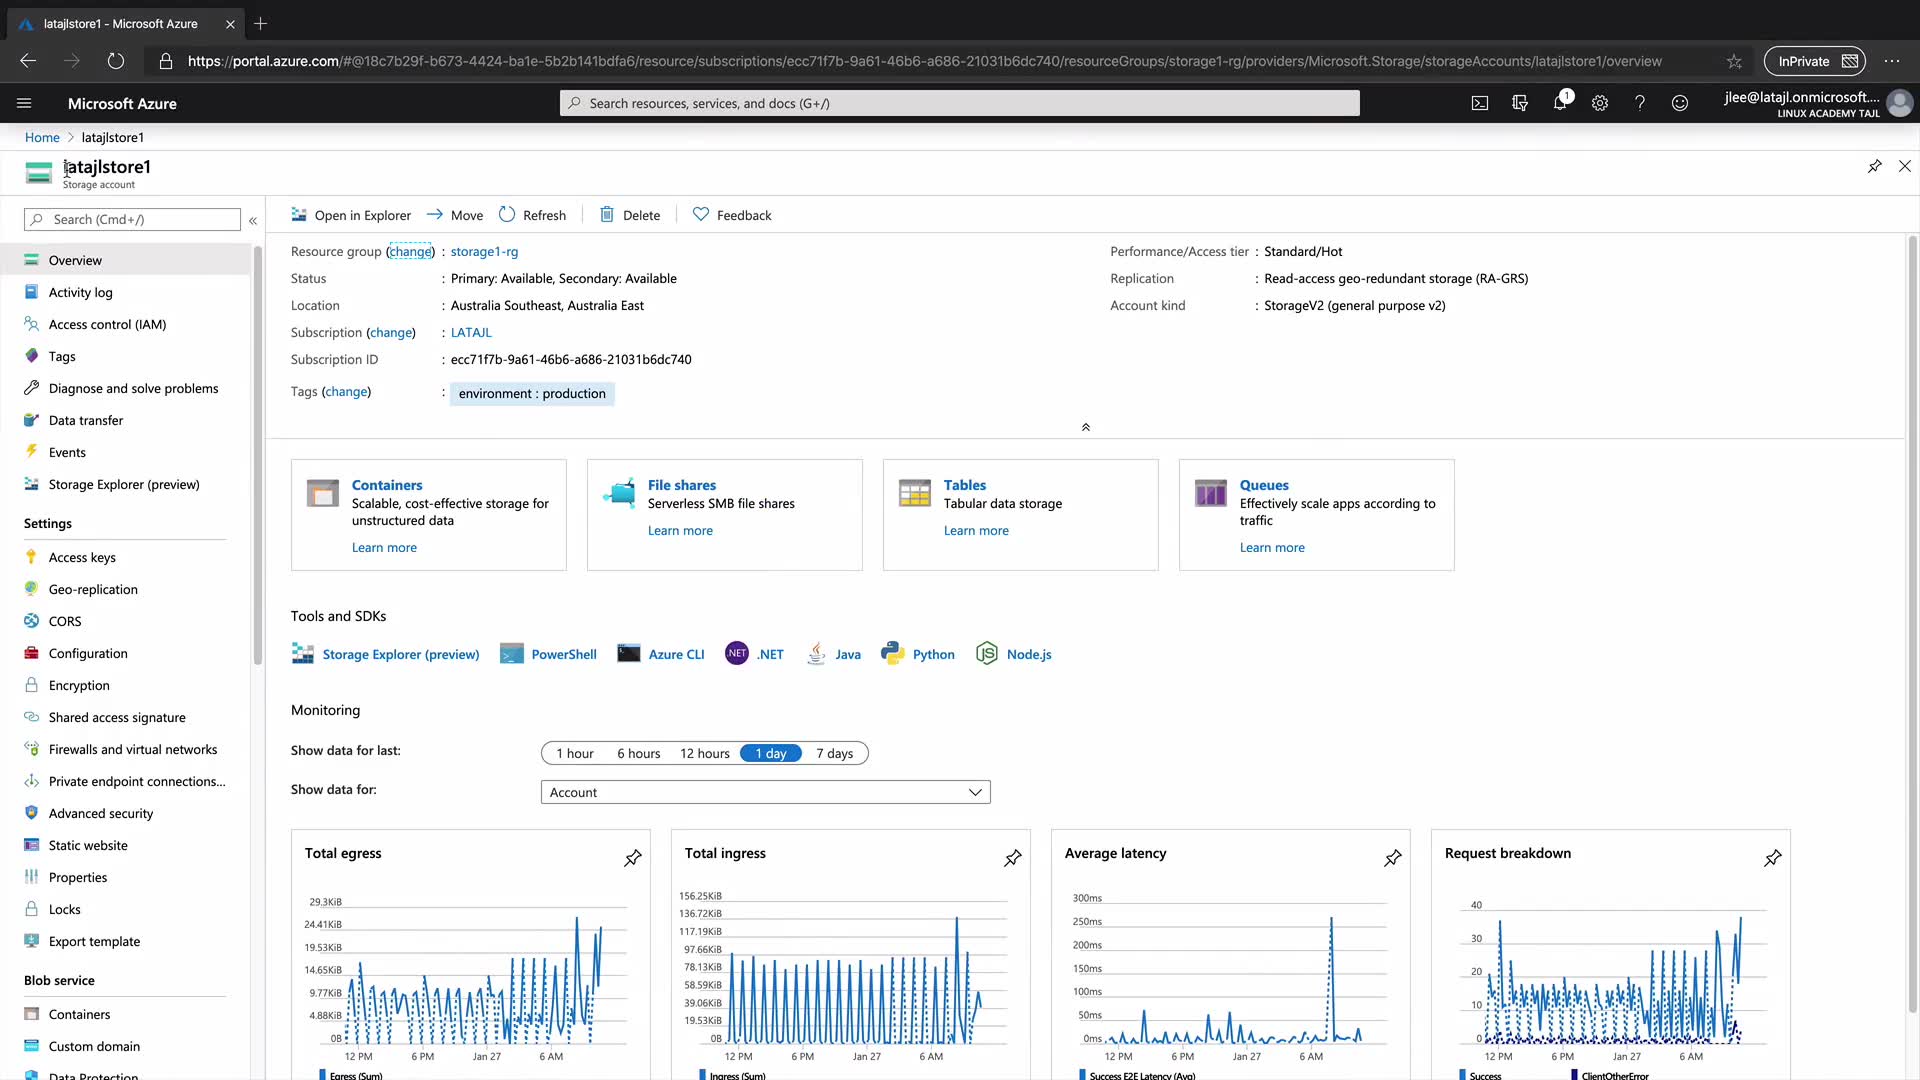 latajlstore1 - Microsoft Azure
https://portal.azure.com/#@18c7b29f-b673-4424-ba1e-5b2b141bdfa6/resource/subscriptions/ecc71f7b-9a61-46b6-a686-21031b6dc740/resourceGroups/storage1-rg/providers/Microsoft.Storage/storageAccounts/latajlstore1/overview
InPrivate
Microsoft Azure
Search resources, services, and docs (G+/)
1
jlee@latajl.onmicrosoft....
LINUX ACADEMY TAJL
Home > latajlstore1
latajlstore1
Storage account
Search (Cmd+/)
Overview
Activity log
Access control (IAM)
Tags
Diagnose and solve problems
Data transfer
Events
Storage Explorer (preview)
Settings
Access keys
Geo-replication
CORS
Configuration
Encryption
Shared access signature
Firewalls and virtual networks
Private endpoint connections...
Advanced security
Static website
Properties
Locks
Export template
Blob service
Containers
Custom domain
Data Protection
Open in Explorer
Move
Refresh
Delete
Feedback
Resource group (change) : storage1-rg
Status : Primary: Available, Secondary: Available
Location : Australia Southeast, Australia East
Subscription (change) : LATAJL
Subscription ID : ecc71f7b-9a61-46b6-a686-21031b6dc740
Tags (change) : environment : production
Performance/Access tier : Standard/Hot
Replication : Read-access geo-redundant storage (RA-GRS)
Account kind : StorageV2 (general purpose v2)
Containers
Scalable, cost-effective storage for
unstructured data
Learn more
File shares
Serverless SMB file shares
Learn more
Tables
Tabular data storage
Learn more
Queues
Effectively scale apps according to
traffic
Learn more
Tools and SDKs
Storage Explorer (preview)
PowerShell
Azure CLI
NET
.NET
Java
Python
JS
Node.js
Monitoring
Show data for last:
1 hour
6 hours
12 hours
1 day
7 days
Show data for:
Account
Total egress
29.3KiB
24.41KiB
19.53KiB
14.65KiB
9.77KiB
4.88KiB
0B
12 PM
6 PM
Jan 27
6 AM
Egress (Sum)
Total ingress
156.25KiB
136.72KiB
117.19KiB
97.66KiB
78.13KiB
58.59KiB
39.06KiB
19.53KiB
0B
12 PM
6 PM
Jan 27
6 AM
Ingress (Sum)
Average latency
300ms
250ms
200ms
150ms
100ms
50ms
0ms
12 PM
6 PM
Jan 27
6 AM
Success E2E Latency (Avg)
Request breakdown
40
30
20
10
0
12 PM
6 PM
Jan 27
6 AM
Success
ClientOtherError